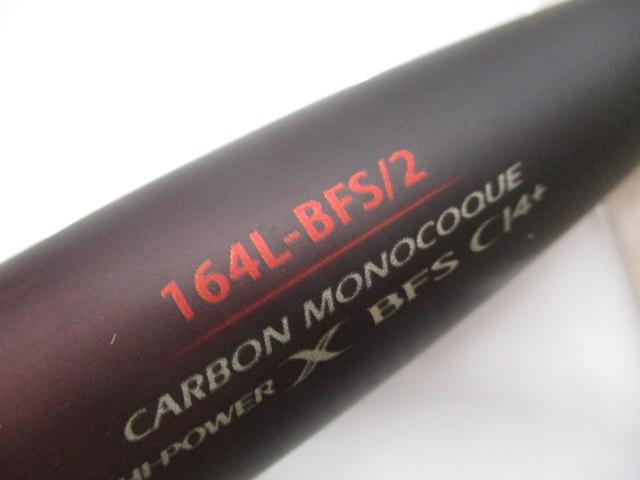 164L-BFS/2
CARBON MONOCOQUE
HI-POWER X BFS CI4+